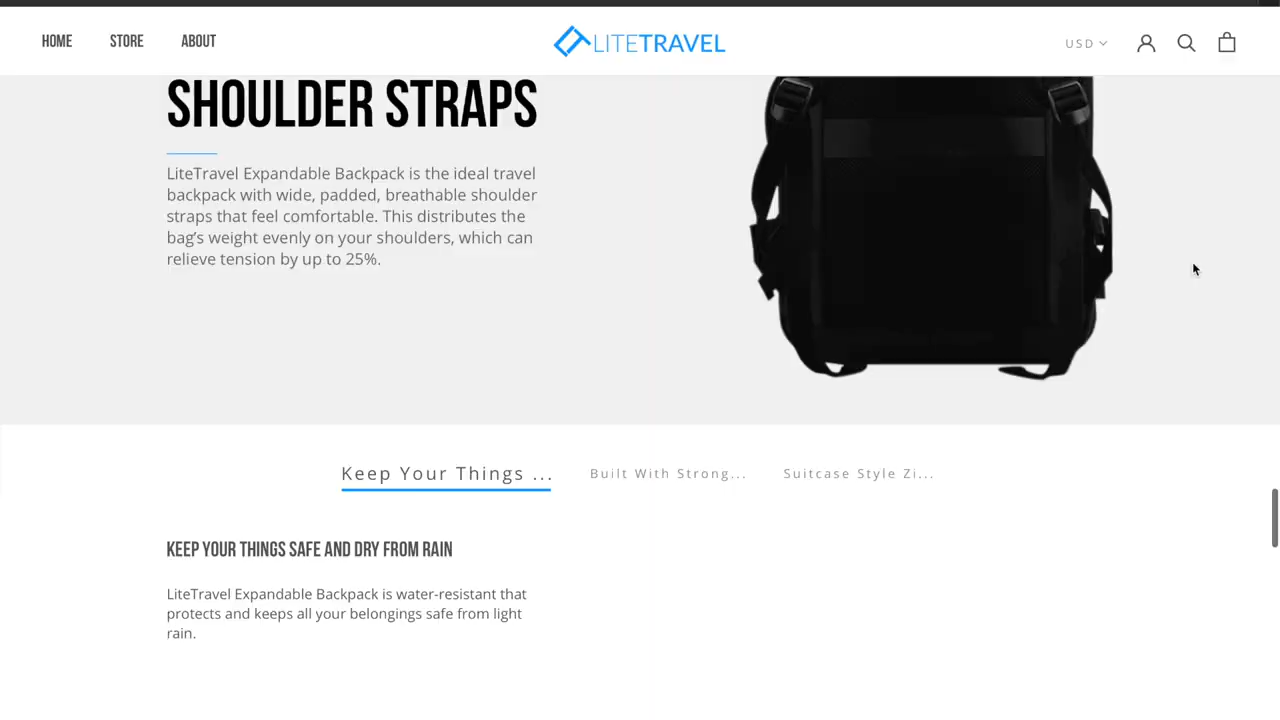 HOME STORE ABOUT LITETRAVEL USD
SHOULDER STRAPS
LiteTravel Expandable Backpack is the ideal travel
backpack with wide, padded, breathable shoulder
straps that feel comfortable. This distributes the
bag’s weight evenly on your shoulders, which can
relieve tension by up to 25%.
Keep Your Things ... Built With Strong... Suitcase Style Zi...
KEEP YOUR THINGS SAFE AND DRY FROM RAIN
LiteTravel Expandable Backpack is water-resistant that
protects and keeps all your belongings safe from light
rain.